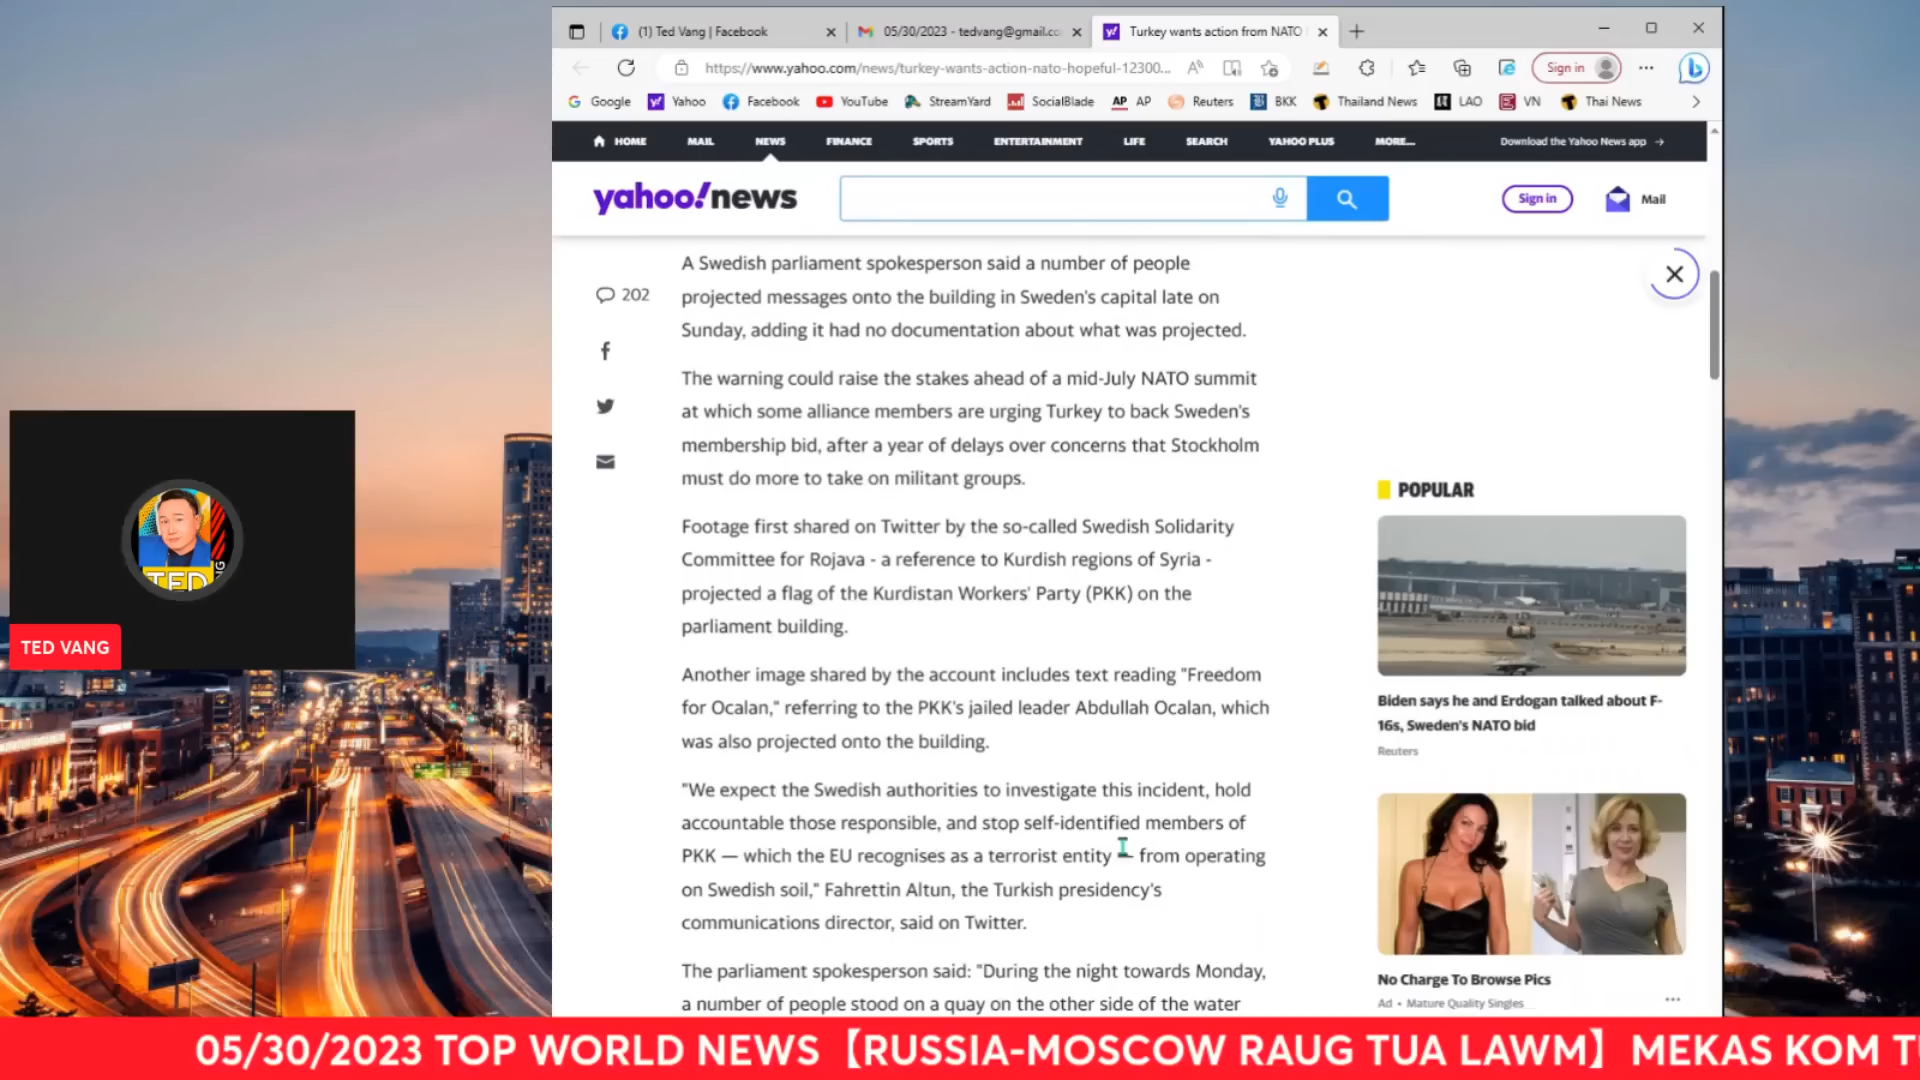 (1) Ted Vang | Facebook
05/30/2023 - tedvang@gmail.co
Turkey wants action from NATO
https://www.yahoo.com/news/turkey-wants-action-nato-hopeful-12300...
Sign in
Google
Yahoo
Facebook
YouTube
StreamYard
SocialBlade
AP AP
Reuters
BKK
Thailand News
LAO
VN
Thai News
HOME
MAIL
NEWS
FINANCE
SPORTS
ENTERTAINMENT
LIFE
SEARCH
YAHOO PLUS
MORE...
Download the Yahoo News app →
yahoo!news
Sign in
Mail
202
A Swedish parliament spokesperson said a number of people
projected messages onto the building in Sweden's capital late on
Sunday, adding it had no documentation about what was projected.
The warning could raise the stakes ahead of a mid-July NATO summit
at which some alliance members are urging Turkey to back Sweden's
membership bid, after a year of delays over concerns that Stockholm
must do more to take on militant groups.
Footage first shared on Twitter by the so-called Swedish Solidarity
Committee for Rojava - a reference to Kurdish regions of Syria -
projected a flag of the Kurdistan Workers' Party (PKK) on the
parliament building.
Another image shared by the account includes text reading "Freedom
for Ocalan," referring to the PKK's jailed leader Abdullah Ocalan, which
was also projected onto the building.
"We expect the Swedish authorities to investigate this incident, hold
accountable those responsible, and stop self-identified members of
PKK — which the EU recognises as a terrorist entity — from operating
on Swedish soil," Fahrettin Altun, the Turkish presidency's
communications director, said on Twitter.
The parliament spokesperson said: "During the night towards Monday,
a number of people stood on a quay on the other side of the water
POPULAR
Biden says he and Erdogan talked about F-
16s, Sweden's NATO bid
Reuters
No Charge To Browse Pics
Ad • Mature Quality Singles
TED
TED VANG
05/30/2023 TOP WORLD NEWS【RUSSIA-MOSCOW RAUG TUA LAWM】MEKAS KOM